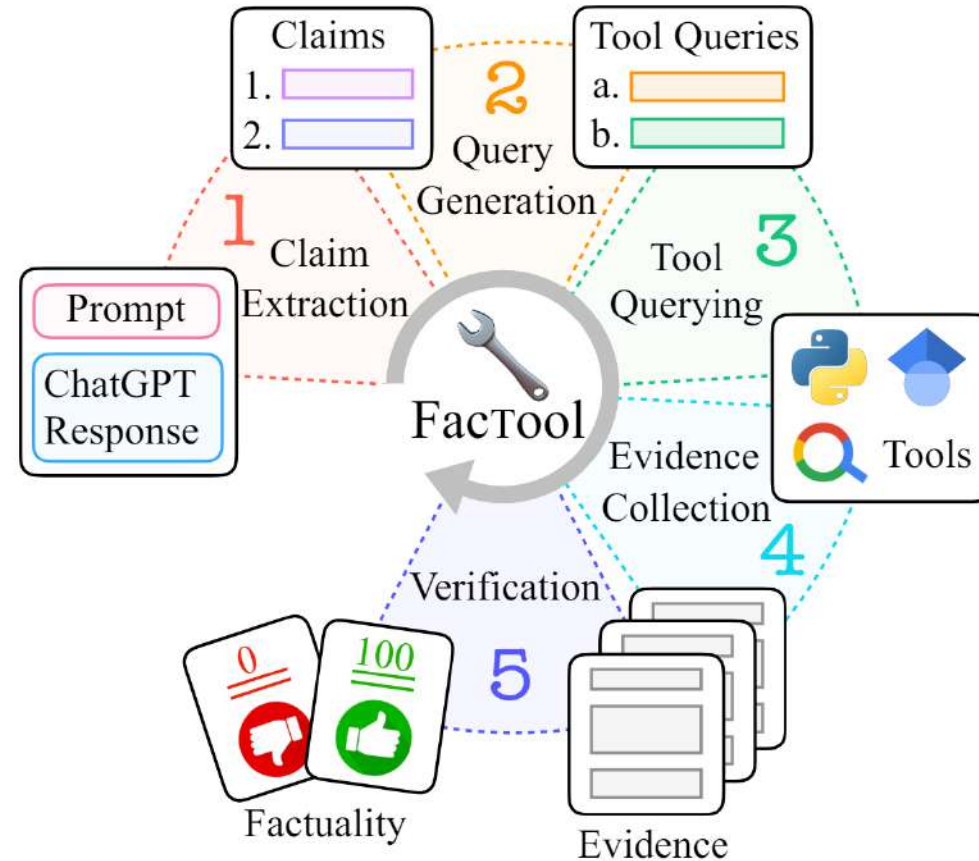 Claims
1.
2.
2
Query
Generation
Tool Queries
a.
b.
1
Claim
Extraction
3
Tool
Querying
Prompt
ChatGPT
Response
FACTOOL
Tools
Evidence
Collection
4
Verification
5
0
100
Factuality
Evidence